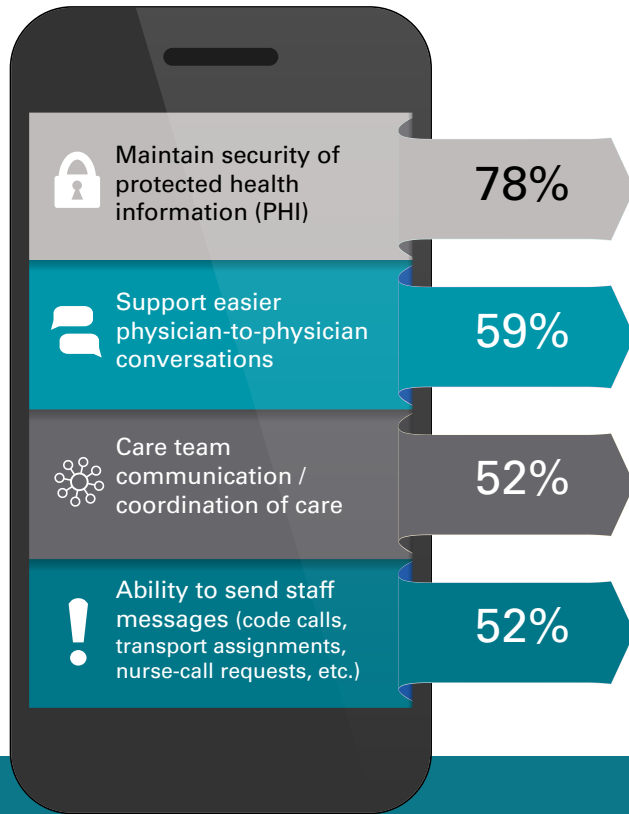 Maintain security of
protected health
information (PHI)
78%
Support easier
physician-to-physician
conversations
59%
Care team
communication /
coordination of care
52%
Ability to send staff
messages (code calls,
transport assignments,
nurse-call requests, etc.)
52%